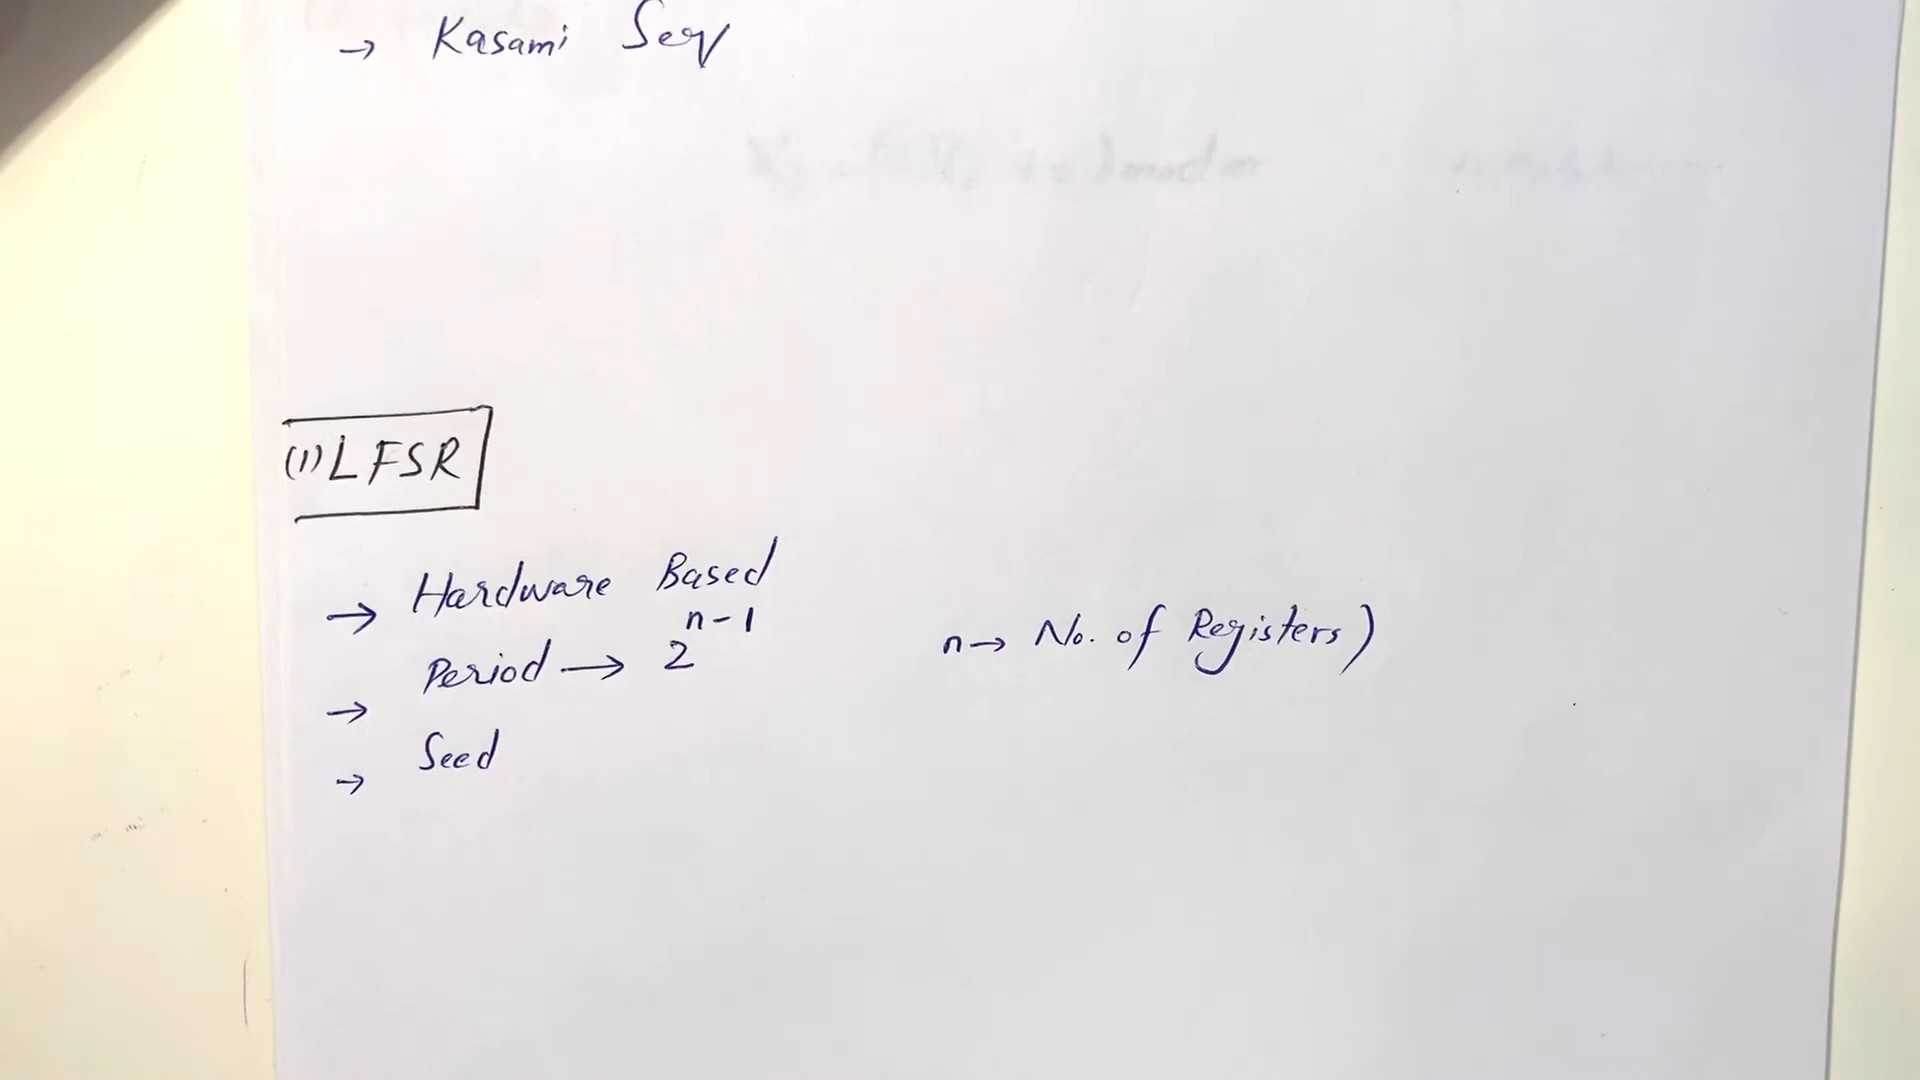 → Kasami Seq
(1) LFSR
→ Hardware Based
→ Period → 2^{n-1}    n → No. of Registers)
→ Seed